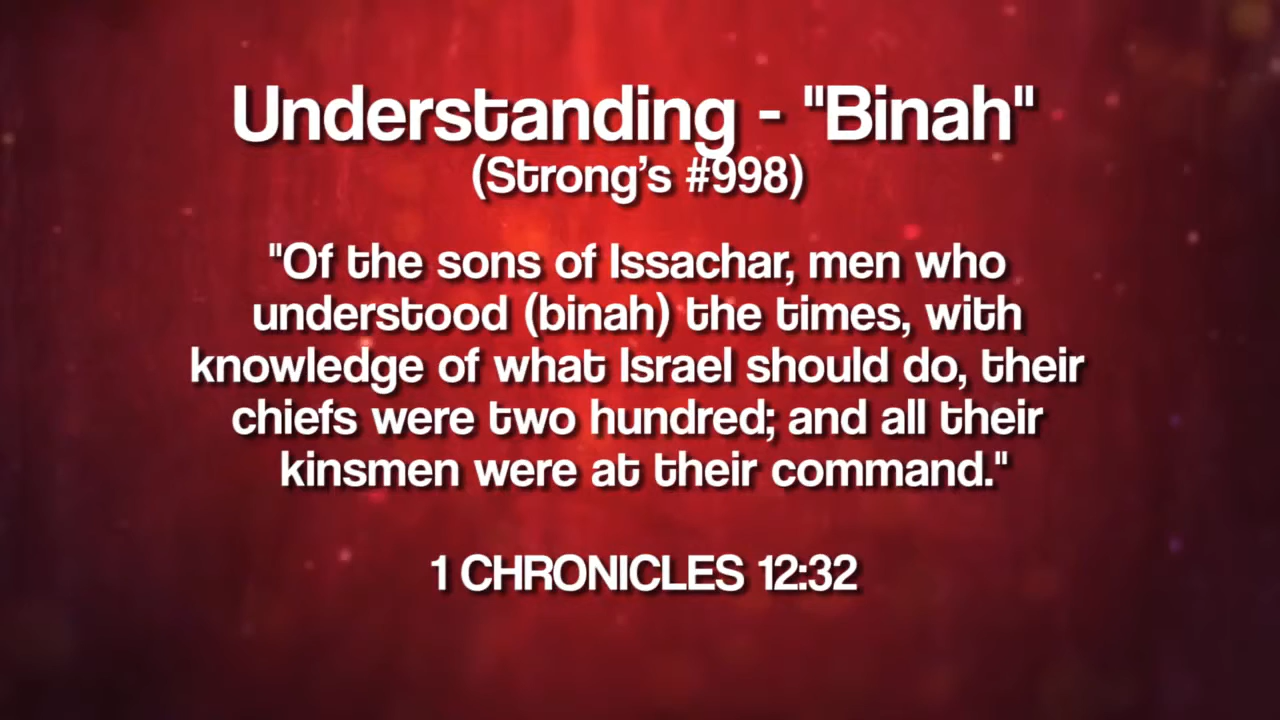 Understanding - "Binah"
(Strong’s #998)
"Of the sons of Issachar, men who
understood (binah) the times, with
knowledge of what Israel should do, their
chiefs were two hundred; and all their
kinsmen were at their command."
1 CHRONICLES 12:32